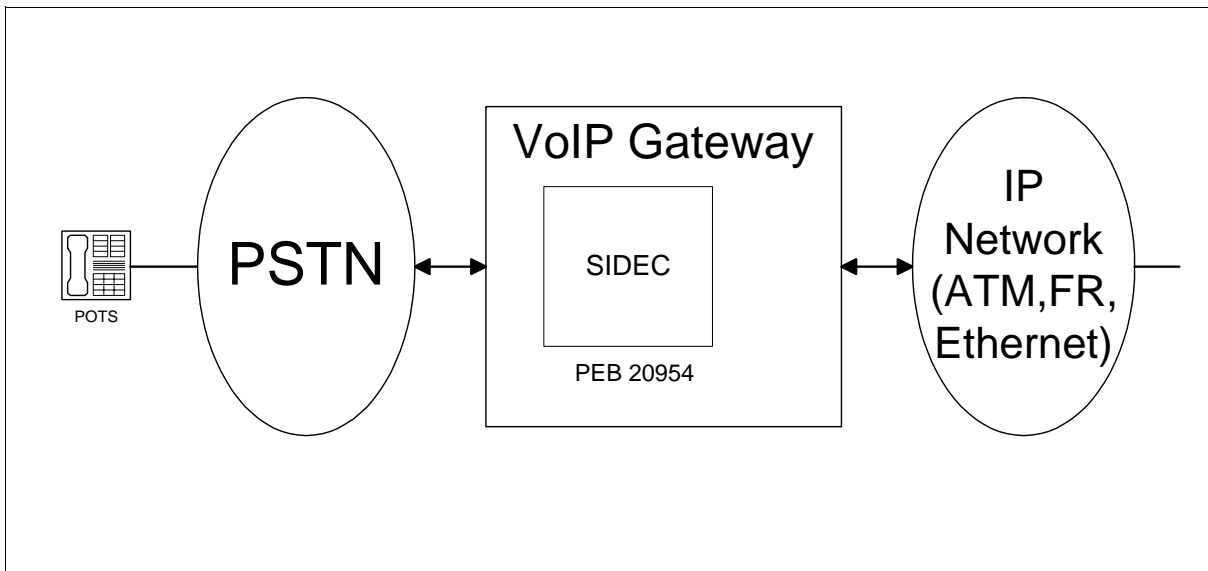 POTS
PSTN
VoIP Gateway
SIDEC
PEB 20954
IP
Network
(ATM,FR,
Ethernet)